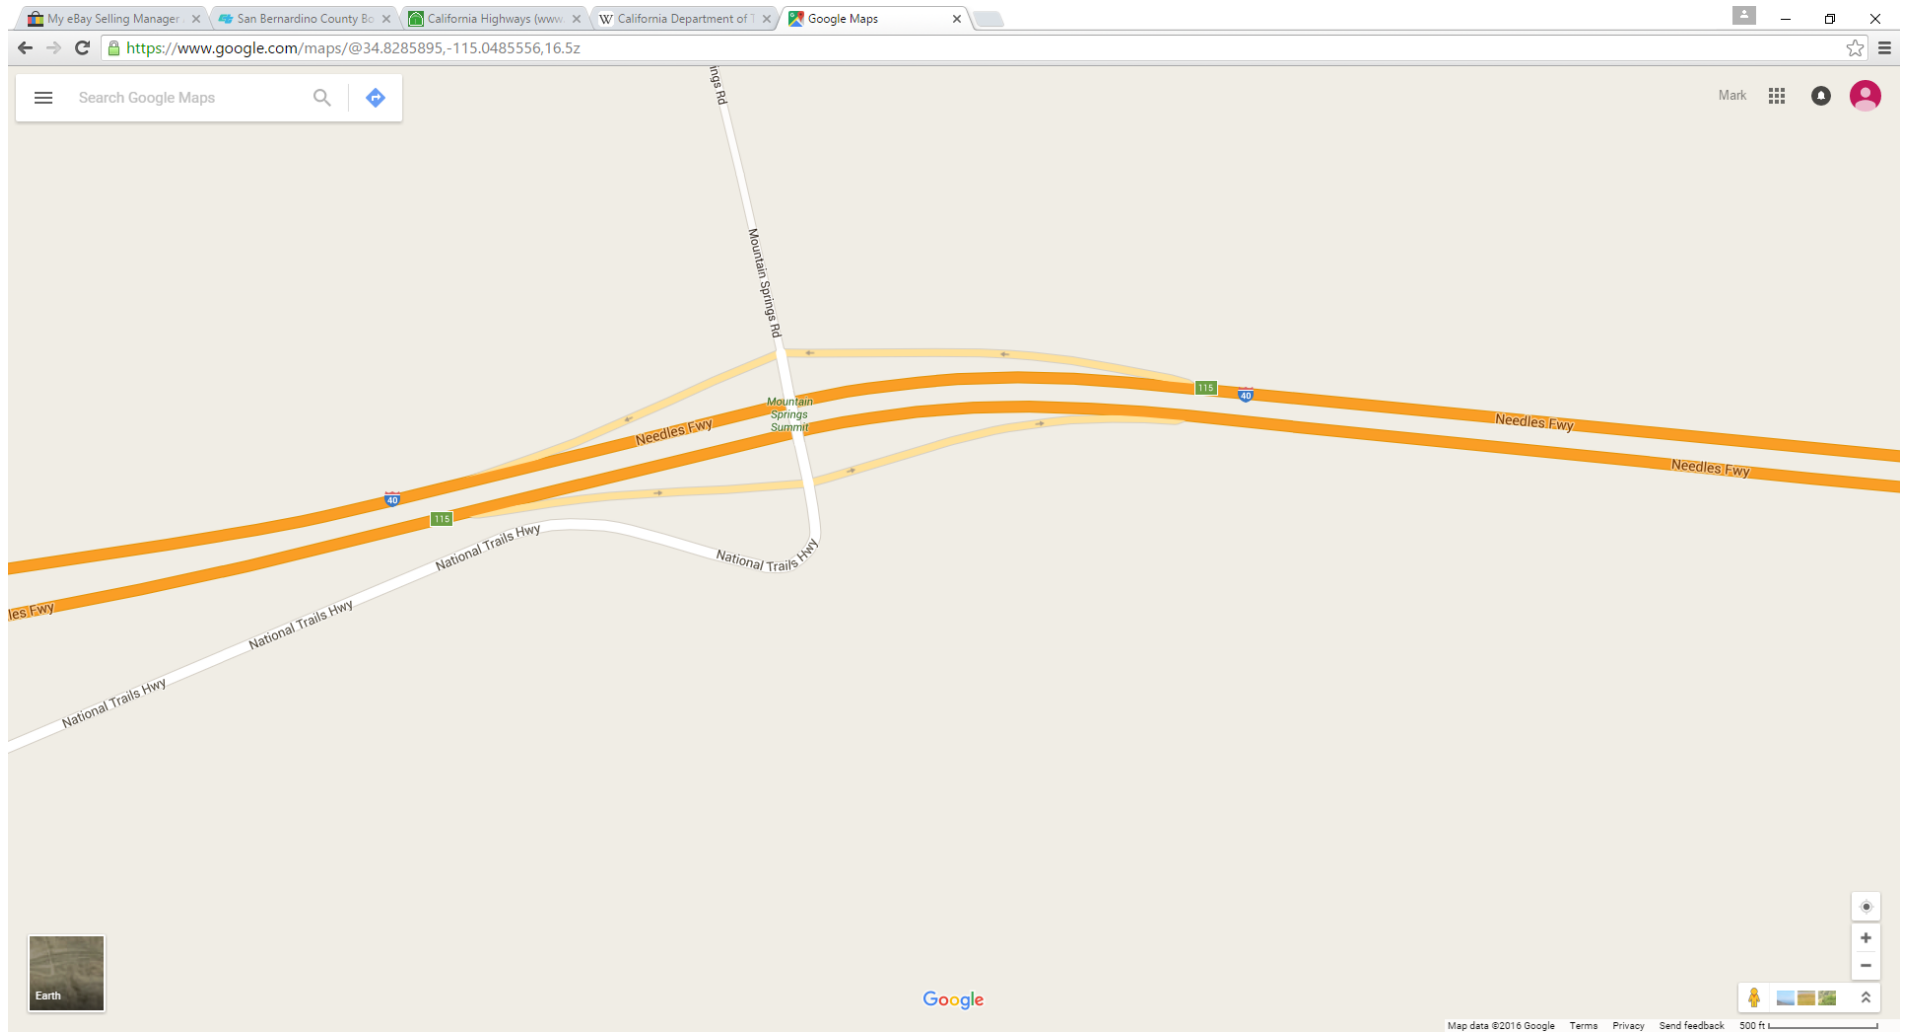 My eBay Selling Manager
San Bernardino County Bo
California Highways (www.
California Department of T
Google Maps
https://www.google.com/maps/@34.8285895,-115.0485556,16.5z
Search Google Maps
Mark
ings Rd
Mountain Springs Rd
115
40
Mountain
Springs
Summit
Needles Fwy
Needles Fwy
Needles Fwy
40
115
National Trails Hwy
National Trails Hwy
les Fwy
National Trails Hwy
National Trails Hwy
Earth
Google
Map data ©2016 Google Terms Privacy Send feedback 500 ft